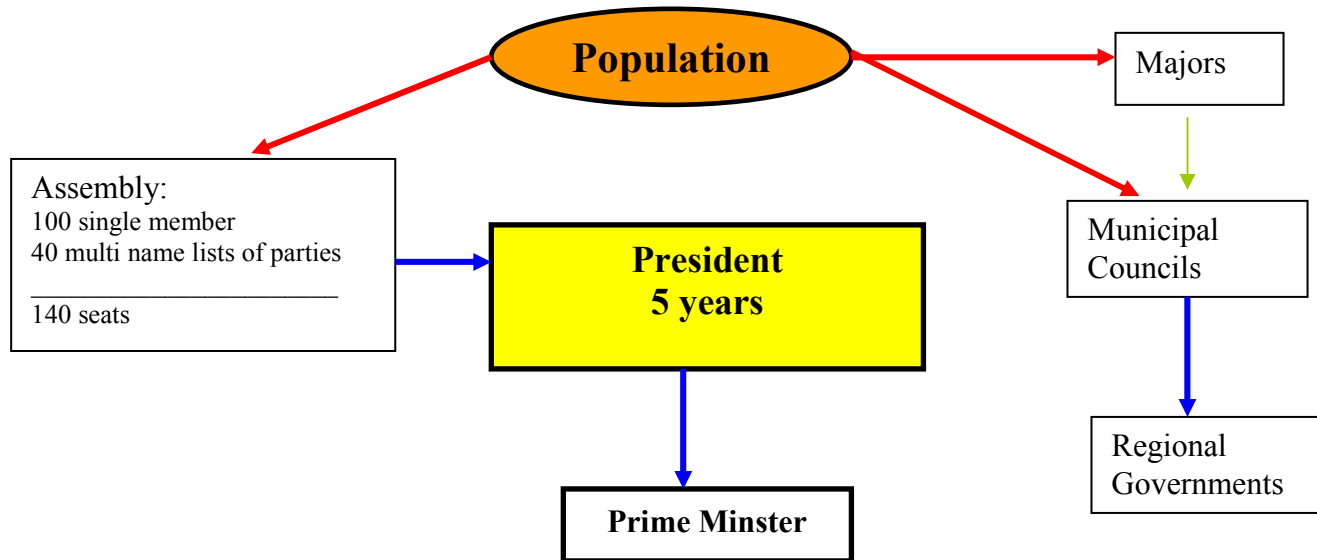 Population
Majors
Assembly:
100 single member
40 multi name lists of parties
_________________________
140 seats
President
5 years
Municipal
Councils
Regional
Governments
Prime Minster